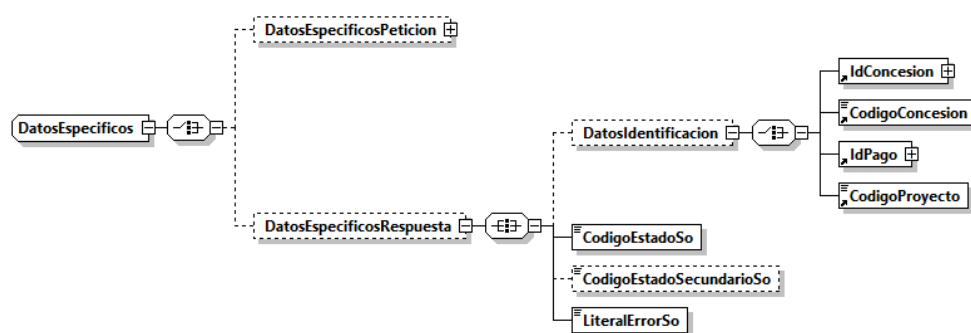 DatosEspecificosPeticion
IdConcesion
CodigoConcesion
DatosEspecificos
DatosIdentificacion
IdPago
CodigoProyecto
DatosEspecificosRespuesta
CodigoEstadoSo
CodigoEstadoSecundarioSo
LiteralErrorSo